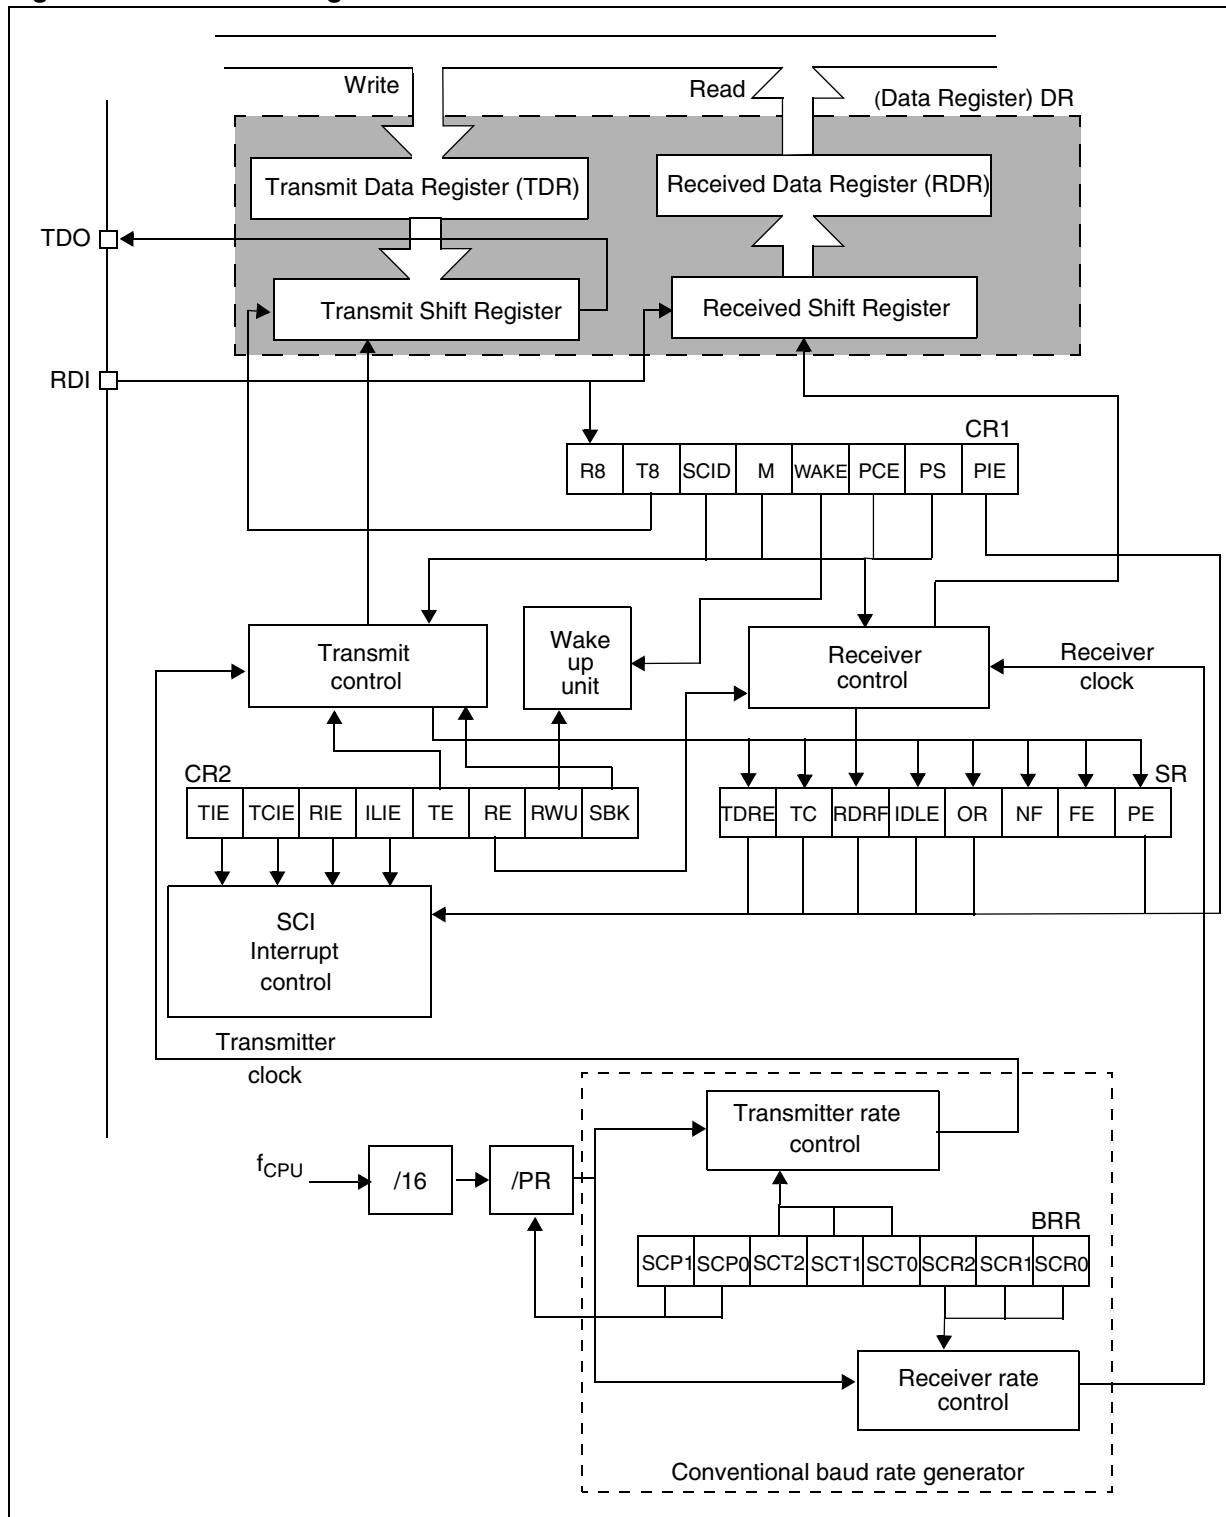 Write
Read
(Data Register) DR
Transmit Data Register (TDR)
Received Data Register (RDR)
TDO
Transmit Shift Register
Received Shift Register
RDI
CR1
R8 T8 SCID M WAKE PCE PS PIE
Transmit
control
Wake
up
unit
Receiver
control
Receiver
clock
CR2
TIE TCIE RIE ILIE TE RE RWU SBK
SR
TDRE TC RDRF IDLE OR NF FE PE
SCI
Interrupt
control
Transmitter
clock
Transmitter rate
control
fCPU
/16
/PR
BRR
SCP1 SCP0 SCT2 SCT1 SCT0 SCR2 SCR1 SCR0
Receiver rate
control
Conventional baud rate generator